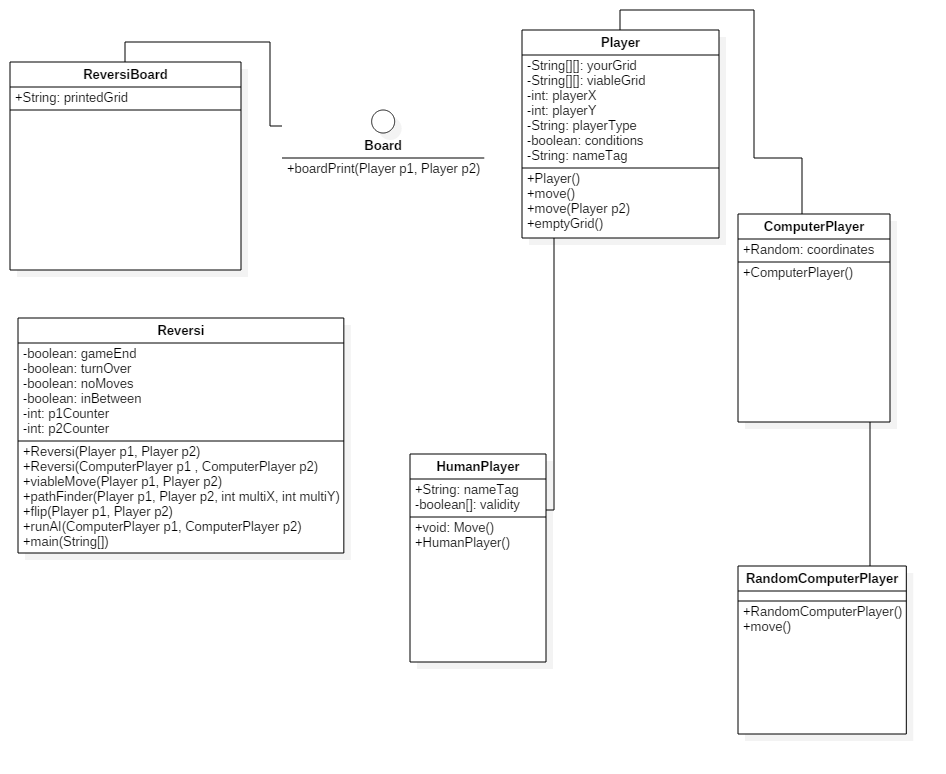 ReversiBoard
+String: printedGrid
Board
+boardPrint(Player p1, Player p2)
Player
-String[][]: yourGrid
-String[][]: viableGrid
-int: playerX
-int: playerY
-String: playerType
-boolean: conditions
-String: nameTag
+Player()
+move()
+move(Player p2)
+emptyGrid()
ComputerPlayer
+Random: coordinates
+ComputerPlayer()
Reversi
-boolean: gameEnd
-boolean: turnOver
-boolean: noMoves
-boolean: inBetween
-int: p1Counter
-int: p2Counter
+Reversi(Player p1, Player p2)
+Reversi(ComputerPlayer p1 , ComputerPlayer p2)
+viableMove(Player p1, Player p2)
+pathFinder(Player p1, Player p2, int multiX, int multiY)
+flip(Player p1, Player p2)
+runAI(ComputerPlayer p1, ComputerPlayer p2)
+main(String[])
HumanPlayer
+String: nameTag
-boolean[]: validity
+void: Move()
+HumanPlayer()
RandomComputerPlayer
+RandomComputerPlayer()
+move()